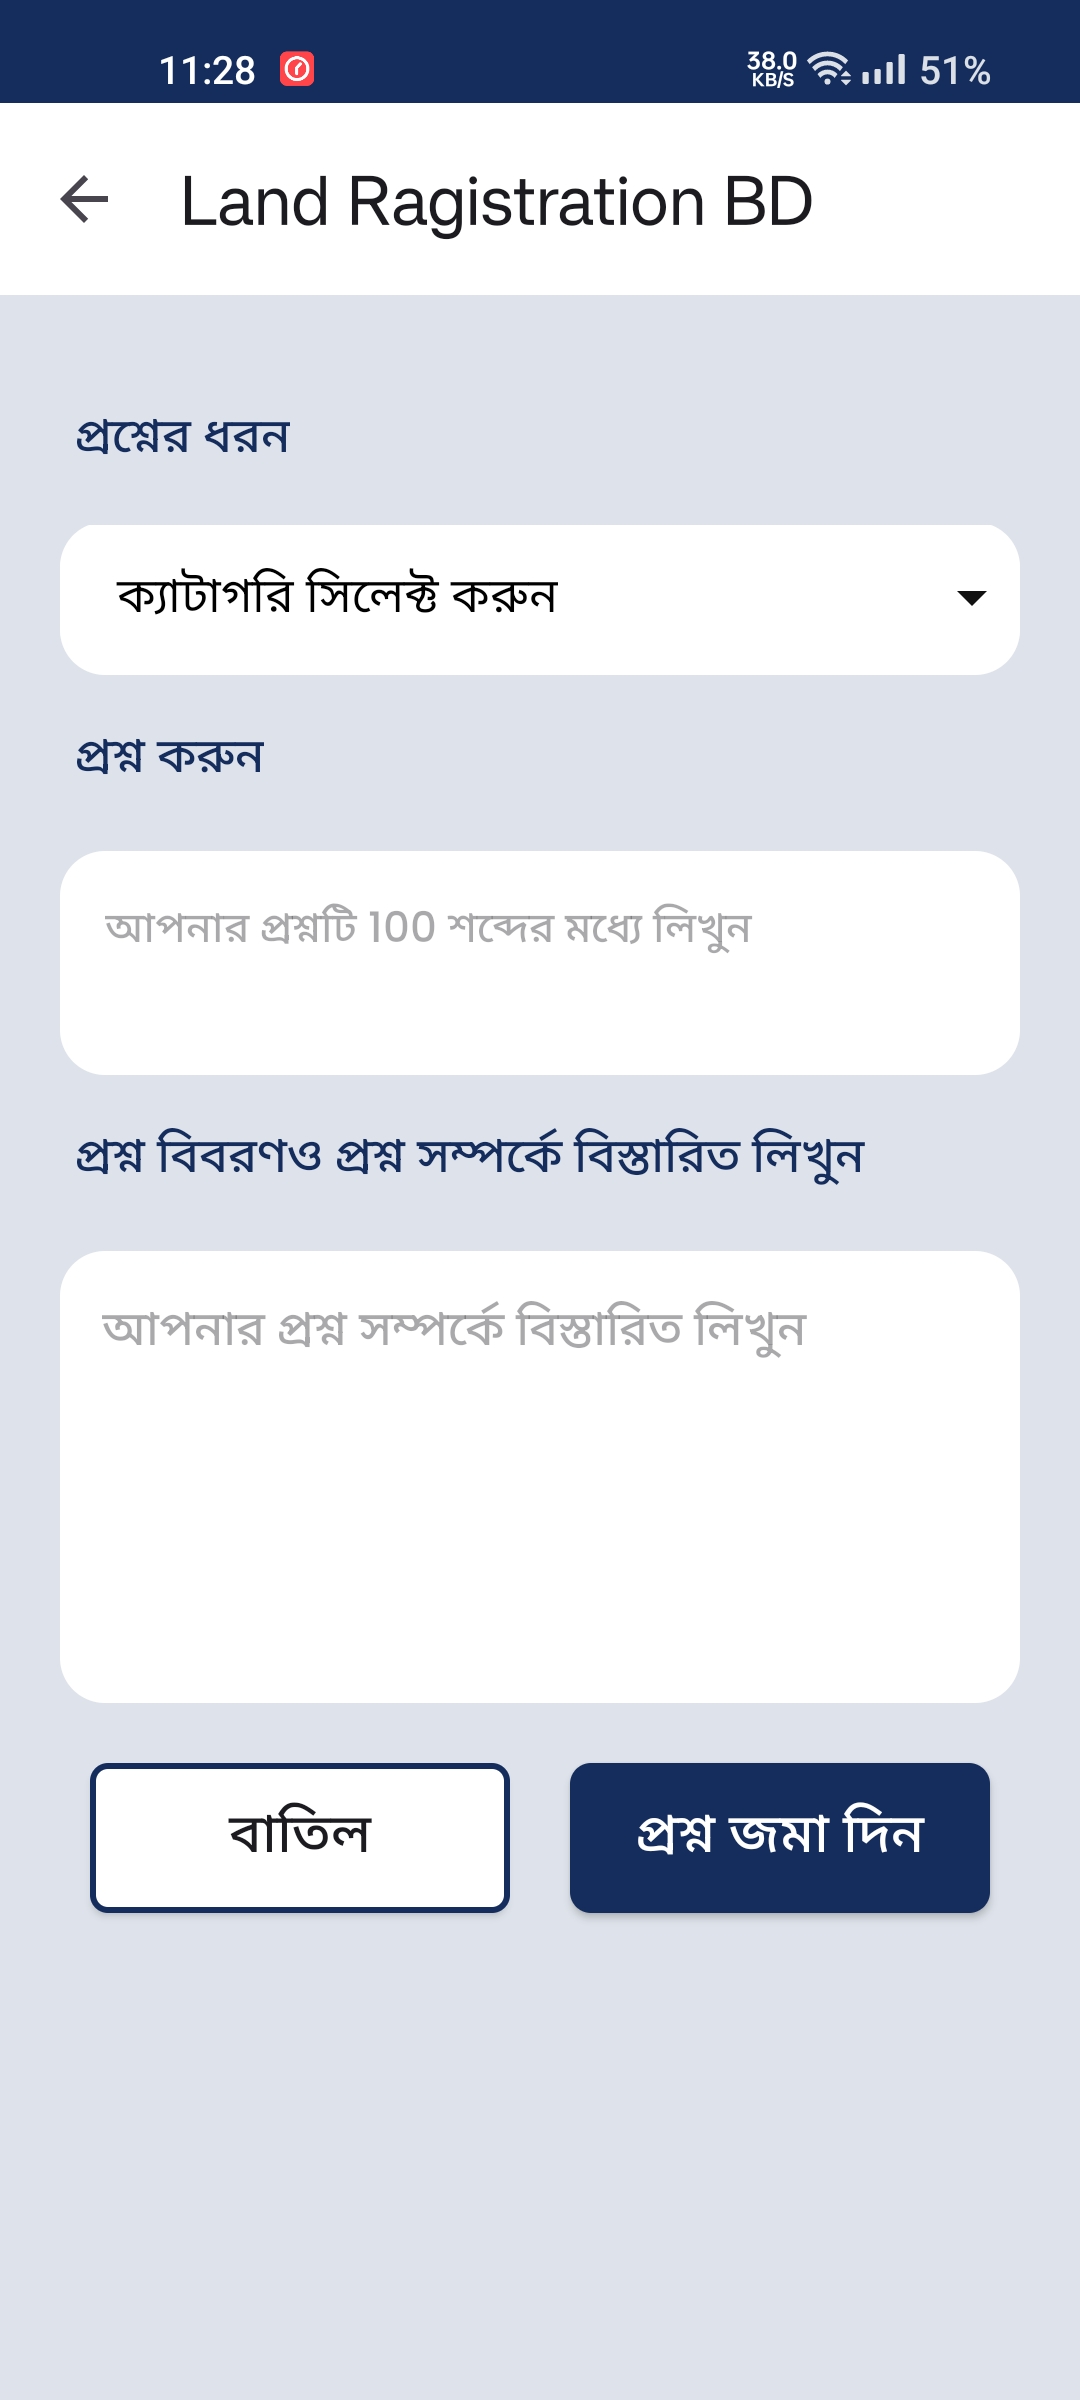 11:28
38.0 KB/S 51%
Land Ragistration BD
প্রশ্নের ধরন
ক্যাটাগরি সিলেক্ট করুন
প্রশ্ন করুন
আপনার প্রশ্নটি 100 শব্দের মধ্যে লিখুন
প্রশ্ন বিবরণও প্রশ্ন সম্পর্কে বিস্তারিত লিখুন
আপনার প্রশ্ন সম্পর্কে বিস্তারিত লিখুন
বাতিল
প্রশ্ন জমা দিন